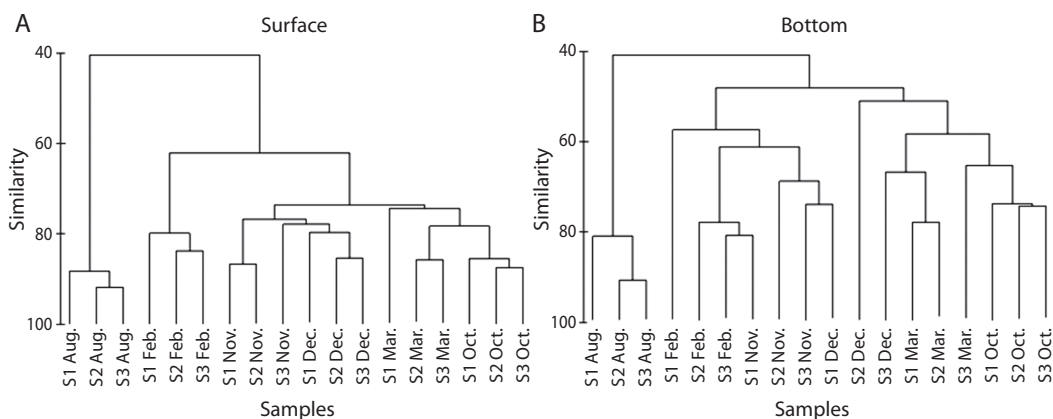 A
Surface
40
60
80
100
Similarity
S1 Aug.
S2 Aug.
S3 Aug.
S1 Feb.
S2 Feb.
S3 Feb.
S1 Nov.
S2 Nov.
S3 Nov.
S1 Dec.
S2 Dec.
S3 Dec.
S1 Mar.
S2 Mar.
S3 Mar.
S1 Oct.
S2 Oct.
S3 Oct.
Samples
B
Bottom
40
60
80
100
Similarity
S1 Aug.
S2 Aug.
S3 Aug.
S1 Feb.
S2 Feb.
S3 Feb.
S1 Nov.
S2 Nov.
S3 Nov.
S1 Dec.
S2 Dec.
S3 Dec.
S1 Mar.
S2 Mar.
S3 Mar.
S1 Oct.
S2 Oct.
S3 Oct.
Samples